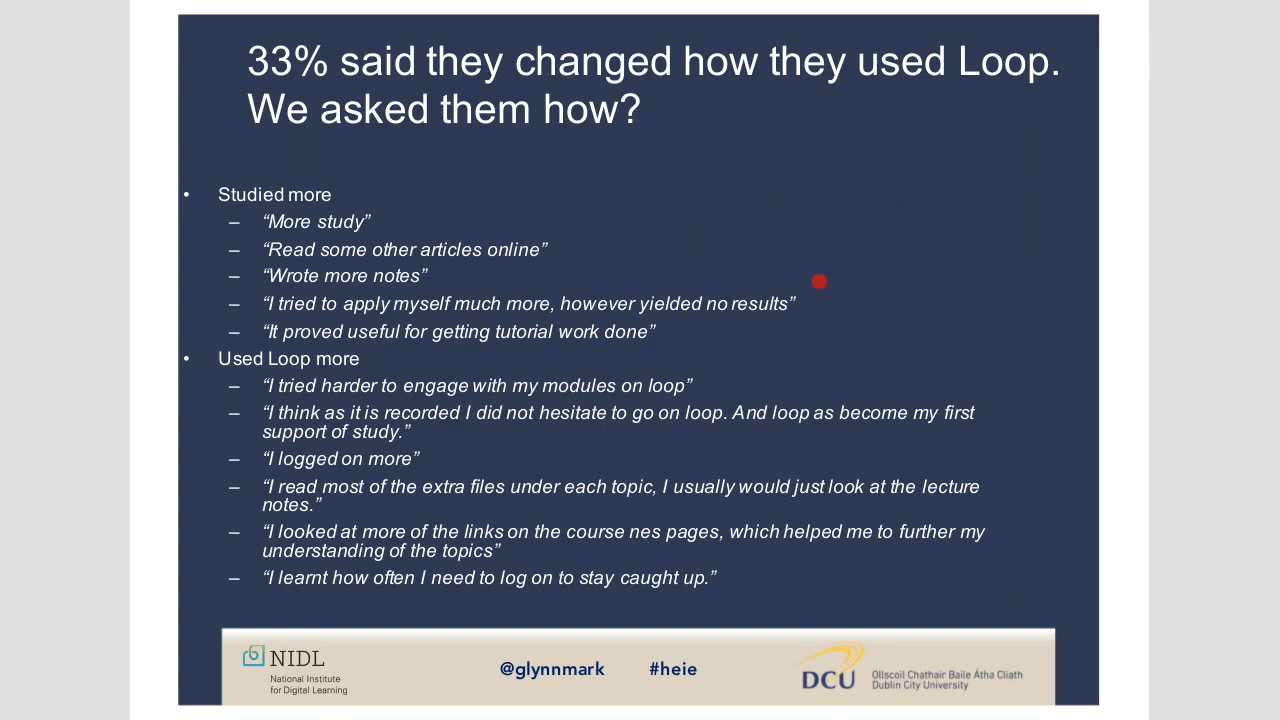 33% said they changed how they used Loop.
We asked them how?
• Studied more
– “More study”
– “Read some other articles online”
– “Wrote more notes”
– “I tried to apply myself much more, however yielded no results”
– “It proved useful for getting tutorial work done”
• Used Loop more
– “I tried harder to engage with my modules on loop”
– “I think as it is recorded I did not hesitate to go on loop. And loop as become my first
support of study.”
– “I logged on more”
– “I read most of the extra files under each topic, I usually would just look at the lecture
notes.”
– “I looked at more of the links on the course nes pages, which helped me to further my
understanding of the topics”
– “I learnt how often I need to log on to stay caught up.”
NIDL
National Institute
for Digital Learning
@glynnmark #heie
DCU
Ollscoil Chathair Baile Átha Cliath
Dublin City University